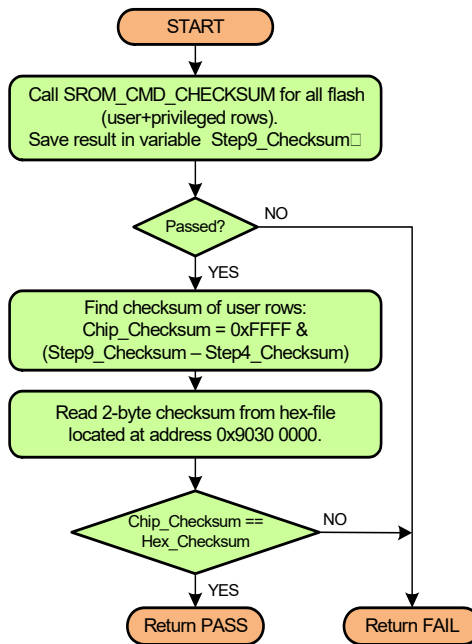 START
Call SROM_CMD_CHECKSUM for all flash
(user+privileged rows).
Save result in variable Step9_Checksum□
Passed?
NO
YES
Find checksum of user rows:
Chip_Checksum = 0xFFFF &
(Step9_Checksum – Step4_Checksum)
Read 2-byte checksum from hex-file
located at address 0x9030 0000.
Chip_Checksum ==
Hex_Checksum
NO
YES
Return PASS
Return FAIL